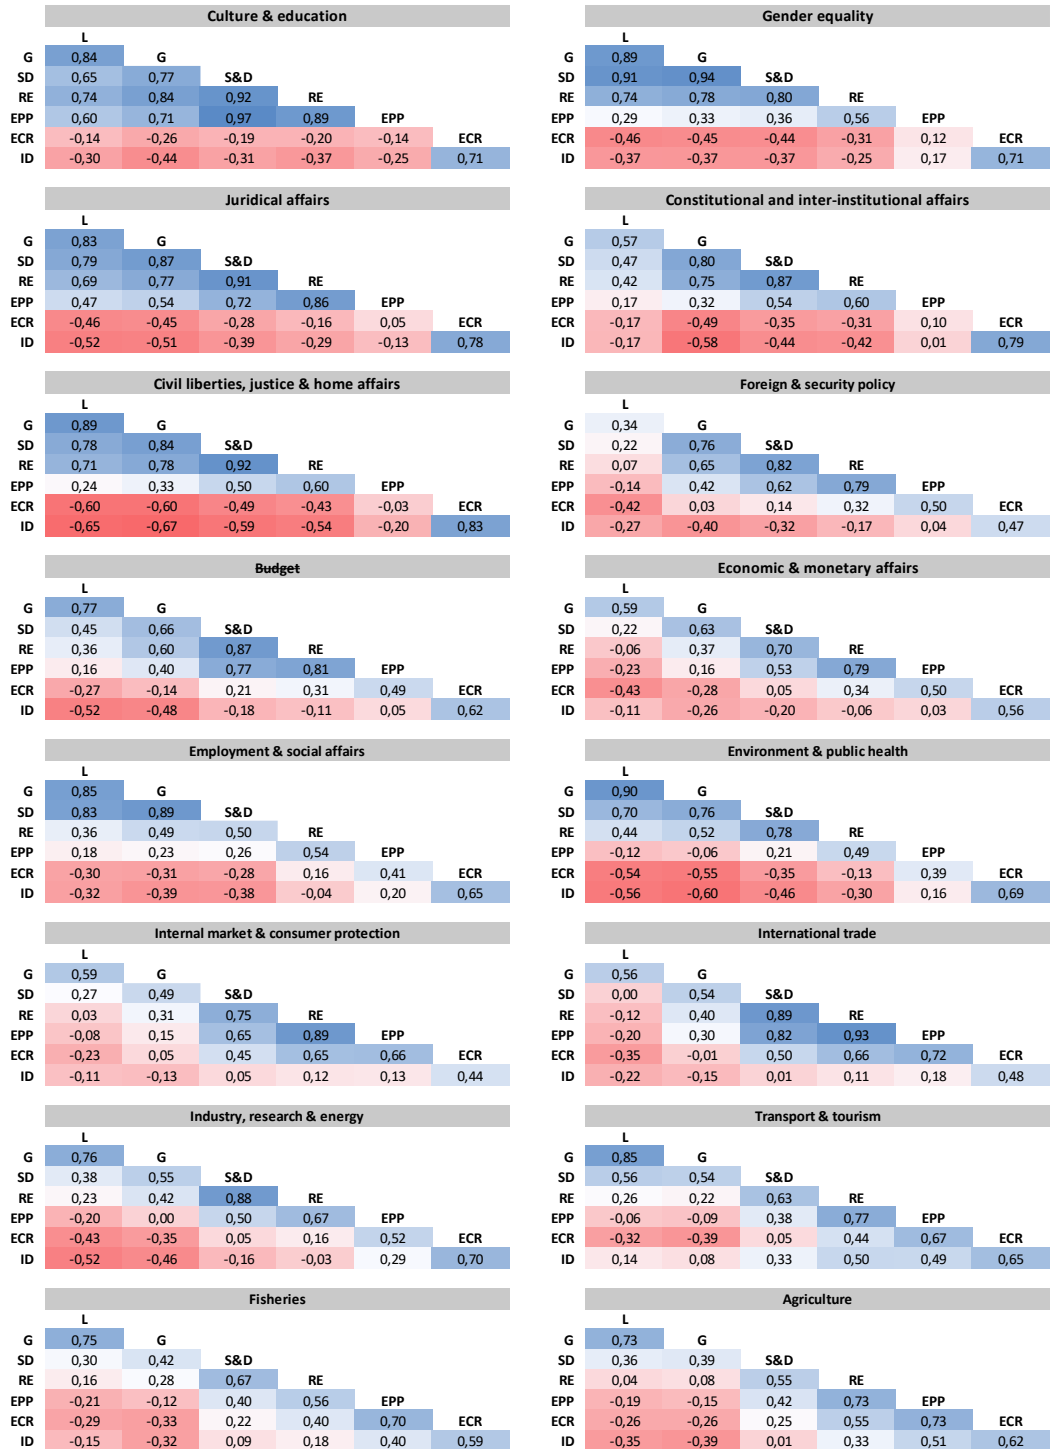 Culture & education
L
G 0,84 G
SD 0,65 0,77 S&D
RE 0,74 0,84 0,92 RE
EPP 0,60 0,71 0,97 0,89 EPP
ECR -0,14 -0,26 -0,19 -0,20 -0,14 ECR
ID -0,30 -0,44 -0,31 -0,37 -0,25 0,71
Gender equality
L
G 0,89 G
SD 0,91 0,94 S&D
RE 0,74 0,78 0,80 RE
EPP 0,29 0,33 0,36 0,56 EPP
ECR -0,46 -0,45 -0,44 -0,31 0,12 ECR
ID -0,37 -0,37 -0,37 -0,25 0,17 0,71
Juridical affairs
L
G 0,83 G
SD 0,79 0,87 S&D
RE 0,69 0,77 0,91 RE
EPP 0,47 0,54 0,72 0,86 EPP
ECR -0,46 -0,45 -0,28 -0,16 0,05 ECR
ID -0,52 -0,51 -0,39 -0,29 -0,13 0,78
Constitutional and inter-institutional affairs
L
G 0,57 G
SD 0,47 0,80 S&D
RE 0,42 0,75 0,87 RE
EPP 0,17 0,32 0,54 0,60 EPP
ECR -0,17 -0,49 -0,35 -0,31 0,10 ECR
ID -0,17 -0,58 -0,44 -0,42 0,01 0,79
Civil liberties, justice & home affairs
L
G 0,89 G
SD 0,78 0,84 S&D
RE 0,71 0,78 0,92 RE
EPP 0,24 0,33 0,50 0,60 EPP
ECR -0,60 -0,60 -0,49 -0,43 -0,03 ECR
ID -0,65 -0,67 -0,59 -0,54 -0,20 0,83
Foreign & security policy
L
G 0,34 G
SD 0,22 0,76 S&D
RE 0,07 0,65 0,82 RE
EPP -0,14 0,42 0,62 0,79 EPP
ECR -0,42 0,03 0,14 0,32 0,50 ECR
ID -0,27 -0,40 -0,32 -0,17 0,04 0,47
Budget
L
G 0,77 G
SD 0,45 0,66 S&D
RE 0,36 0,60 0,87 RE
EPP 0,16 0,40 0,77 0,81 EPP
ECR -0,27 -0,14 0,21 0,31 0,49 ECR
ID -0,52 -0,48 -0,18 -0,11 0,05 0,62
Economic & monetary affairs
L
G 0,59 G
SD 0,22 0,63 S&D
RE -0,06 0,37 0,70 RE
EPP -0,23 0,16 0,53 0,79 EPP
ECR -0,43 -0,28 0,05 0,34 0,50 ECR
ID -0,11 -0,26 -0,20 -0,06 0,03 0,56
Employment & social affairs
L
G 0,85 G
SD 0,83 0,89 S&D
RE 0,36 0,49 0,50 RE
EPP 0,18 0,23 0,26 0,54 EPP
ECR -0,30 -0,31 -0,28 0,16 0,41 ECR
ID -0,32 -0,39 -0,38 -0,04 0,20 0,65
Environment & public health
L
G 0,90 G
SD 0,70 0,76 S&D
RE 0,44 0,52 0,78 RE
EPP -0,12 -0,06 0,21 0,49 EPP
ECR -0,54 -0,55 -0,35 -0,13 0,39 ECR
ID -0,56 -0,60 -0,46 -0,30 0,16 0,69
Internal market & consumer protection
L
G 0,59 G
SD 0,27 0,49 S&D
RE 0,03 0,31 0,75 RE
EPP -0,08 0,15 0,65 0,89 EPP
ECR -0,23 0,05 0,45 0,65 0,66 ECR
ID -0,11 -0,13 0,05 0,12 0,13 0,44
International trade
L
G 0,56 G
SD 0,00 0,54 S&D
RE -0,12 0,40 0,89 RE
EPP -0,20 0,30 0,82 0,93 EPP
ECR -0,35 -0,01 0,50 0,66 0,72 ECR
ID -0,22 -0,15 0,01 0,11 0,18 0,48
Industry, research & energy
L
G 0,76 G
SD 0,38 0,55 S&D
RE 0,23 0,42 0,88 RE
EPP -0,20 0,00 0,50 0,67 EPP
ECR -0,43 -0,35 0,05 0,16 0,52 ECR
ID -0,52 -0,46 -0,16 -0,03 0,29 0,70
Transport & tourism
L
G 0,85 G
SD 0,56 0,54 S&D
RE 0,26 0,22 0,63 RE
EPP -0,06 -0,09 0,38 0,77 EPP
ECR -0,32 -0,39 0,05 0,44 0,67 ECR
ID 0,14 0,08 0,33 0,50 0,49 0,65
Fisheries
L
G 0,75 G
SD 0,30 0,42 S&D
RE 0,16 0,28 0,67 RE
EPP -0,21 -0,12 0,40 0,56 EPP
ECR -0,29 -0,33 0,22 0,40 0,70 ECR
ID -0,15 -0,32 0,09 0,18 0,40 0,59
Agriculture
L
G 0,73 G
SD 0,36 0,39 S&D
RE 0,04 0,08 0,55 RE
EPP -0,19 -0,15 0,42 0,73 EPP
ECR -0,26 -0,26 0,25 0,55 0,73 ECR
ID -0,35 -0,39 0,01 0,33 0,51 0,62